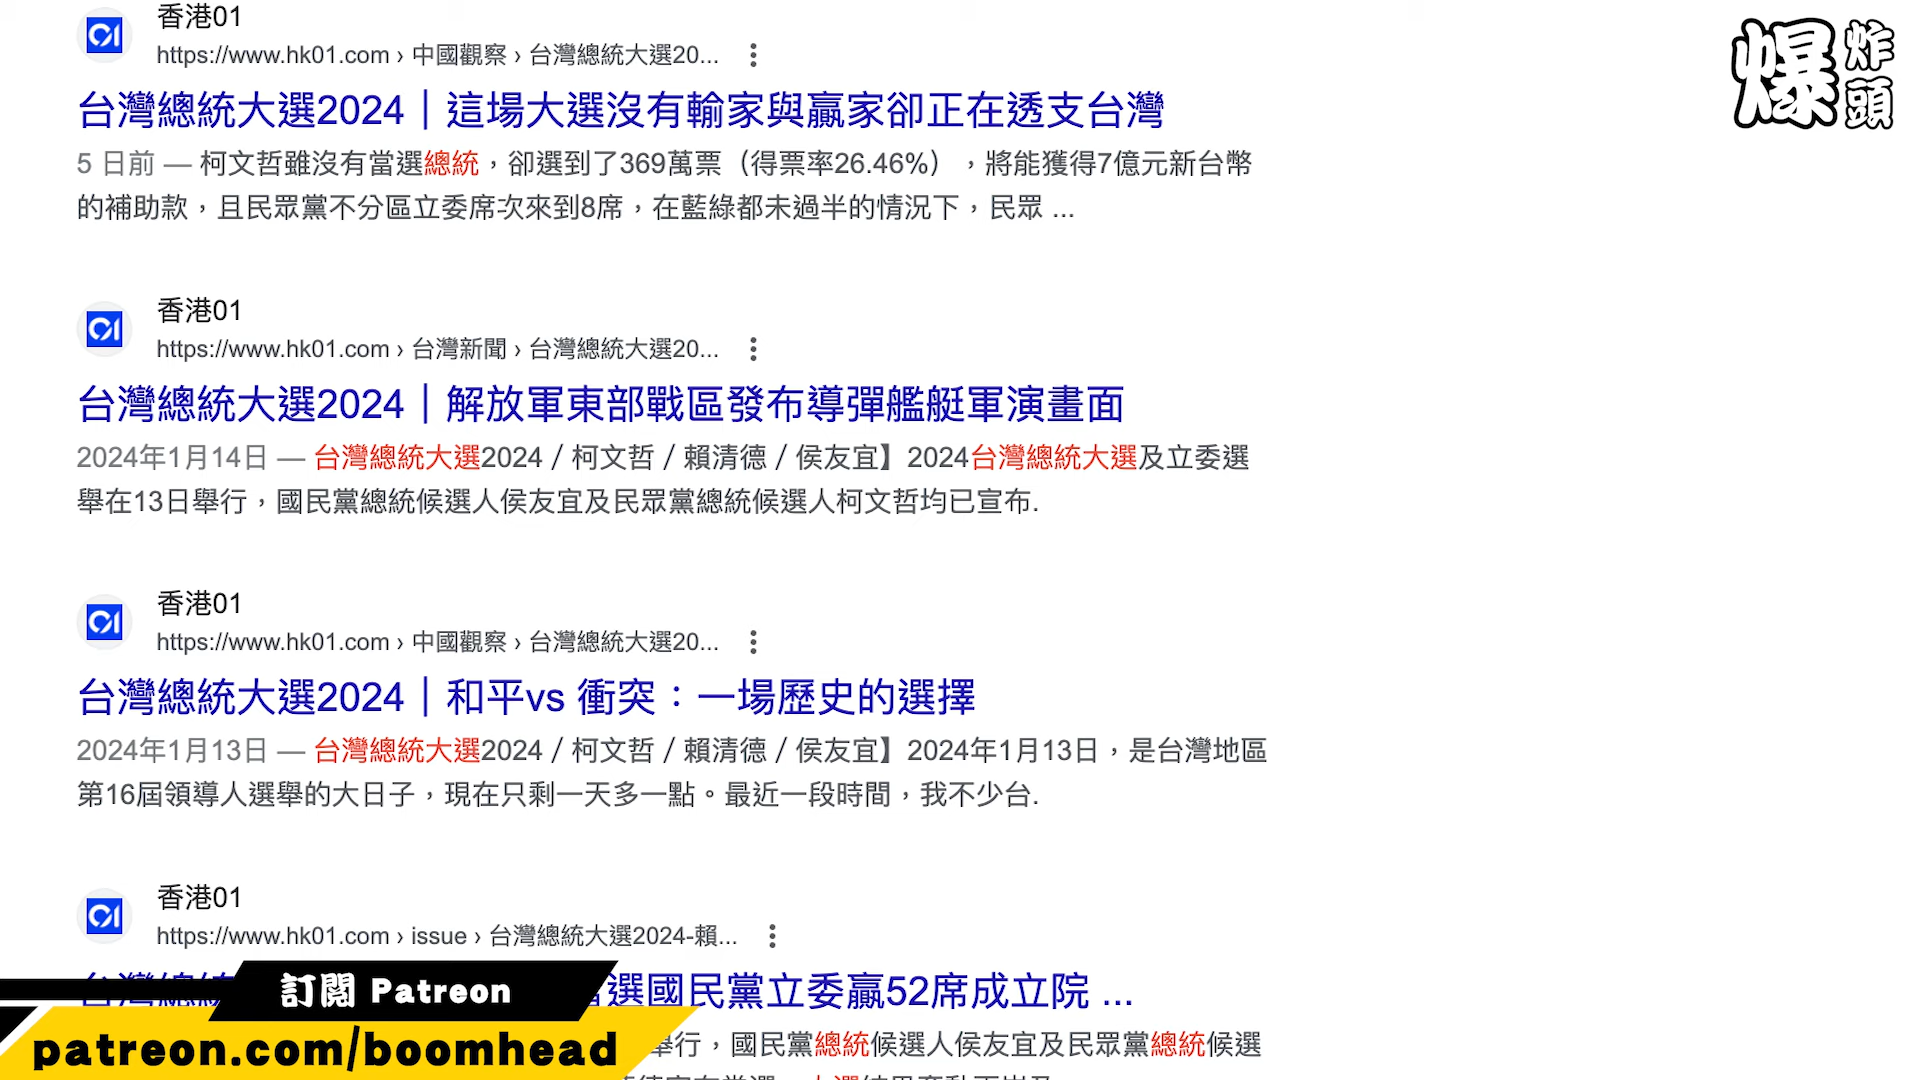 香港01
https://www.hk01.com › 中國觀察 › 台灣總統大選20...
台灣總統大選2024｜這場大選沒有輸家與贏家卻正在透支台灣
5 日前 — 柯文哲雖沒有當選總統，卻選到了369萬票（得票率26.46%），將能獲得7億元新台幣
的補助款，且民眾黨不分區立委席次來到8席，在藍綠都未過半的情況下，民眾 ...
爆炸頭
香港01
https://www.hk01.com › 台灣新聞 › 台灣總統大選20...
台灣總統大選2024｜解放軍東部戰區發布導彈艦艇軍演畫面
2024年1月14日 — 台灣總統大選2024／柯文哲／賴清德／侯友宜】2024台灣總統大選及立委選
舉在13日舉行，國民黨總統候選人侯友宜及民眾黨總統候選人柯文哲均已宣布.
香港01
https://www.hk01.com › 中國觀察 › 台灣總統大選20...
台灣總統大選2024｜和平vs 衝突：一場歷史的選擇
2024年1月13日 — 台灣總統大選2024／柯文哲／賴清德／侯友宜】2024年1月13日，是台灣地區
第16屆領導人選舉的大日子，現在只剩一天多一點。最近一段時間，我不少台.
香港01
https://www.hk01.com › issue › 台灣總統大選2024-賴...
選國民黨立委贏52席成立院 ...
訂閱 Patreon
舉行，國民黨總統候選人侯友宜及民眾黨總統候選
patreon.com/boomhead